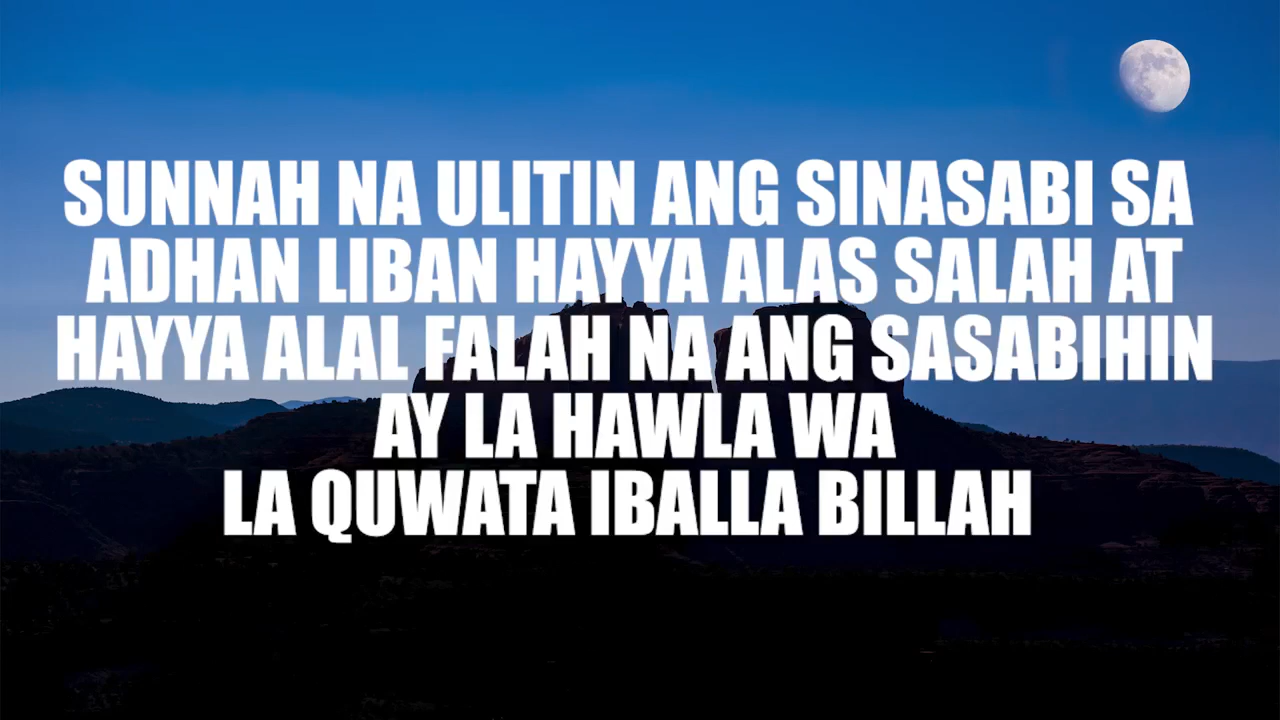 SUNNAH NA ULITIN ANG SINASABI SA
ADHAN LIBAN HAYYA ALAS SALAH AT
HAYYA ALAL FALAH NA ANG SASABIHIN
AY LA HAWLA WA
LA QUWATA IBALLA BILLAH